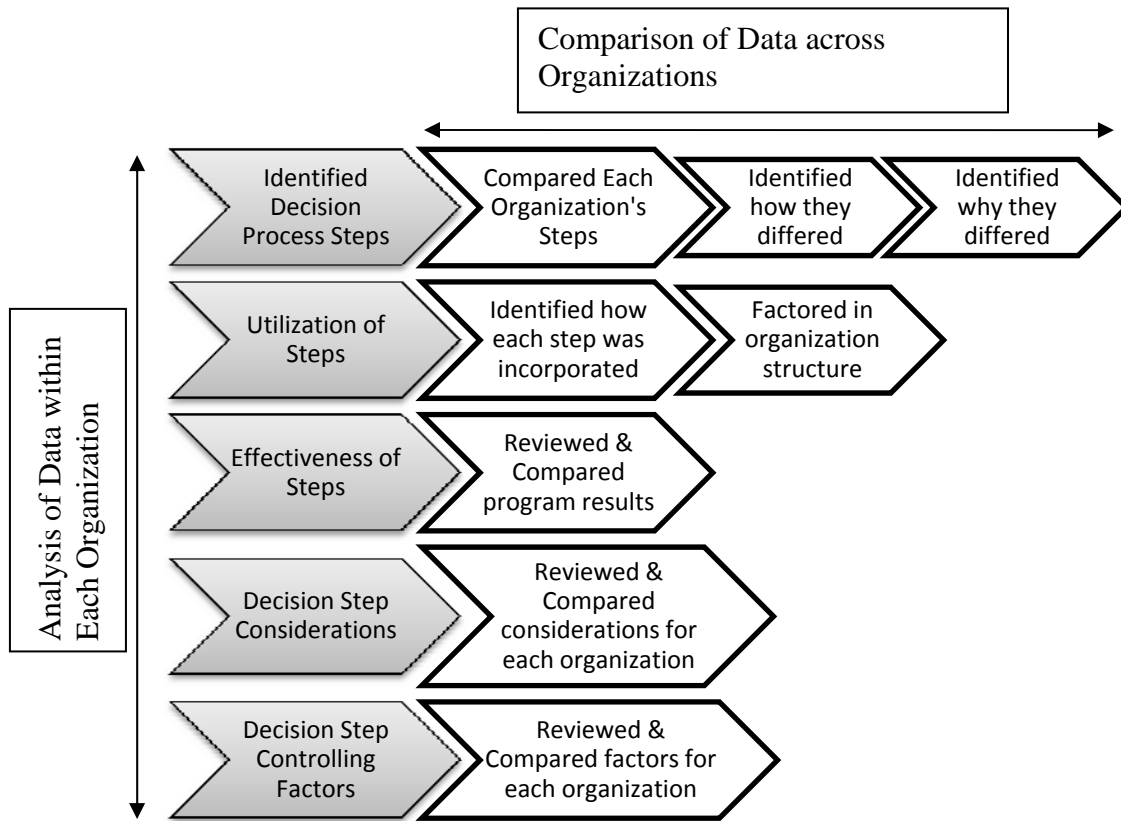 Comparison of Data across
Organizations
Analysis of Data within
Each Organization
Identified
Decision
Process Steps
Compared Each
Organization's
Steps
Identified
how they
differed
Identified
why they
differed
Utilization of
Steps
Identified how
each step was
incorporated
Factored in
organization
structure
Effectiveness of
Steps
Reviewed &
Compared
program results
Decision Step
Considerations
Reviewed &
Compared
considerations for
each organization
Decision Step
Controlling
Factors
Reviewed &
Compared factors for
each organization